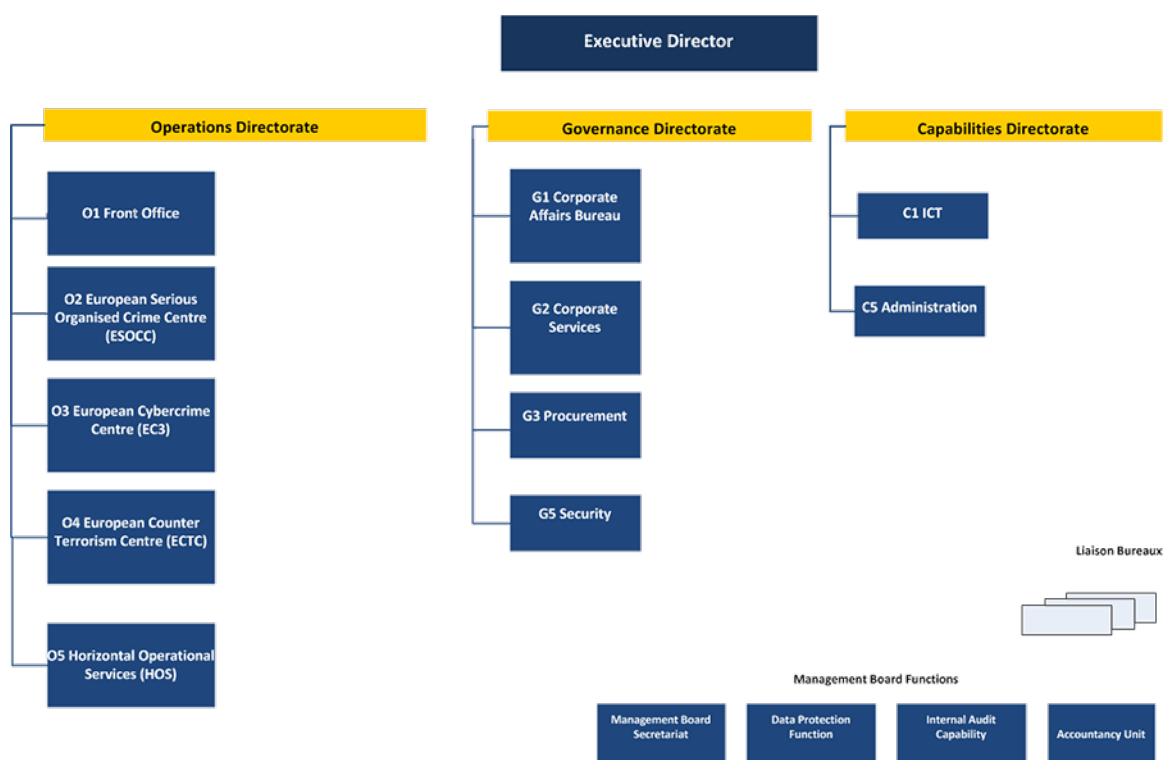 Executive Director
Operations Directorate
O1 Front Office
O2 European Serious
Organised Crime Centre
(ESOCC)
O3 European Cybercrime
Centre (EC3)
O4 European Counter
Terrorism Centre (ECTC)
O5 Horizontal Operational
Services (HOS)
Governance Directorate
G1 Corporate
Affairs Bureau
G2 Corporate
Services
G3 Procurement
G5 Security
Capabilities Directorate
C1 ICT
C5 Administration
Liaison Bureaux
Management Board Functions
Management Board
Secretariat
Data Protection
Function
Internal Audit
Capability
Accountancy Unit